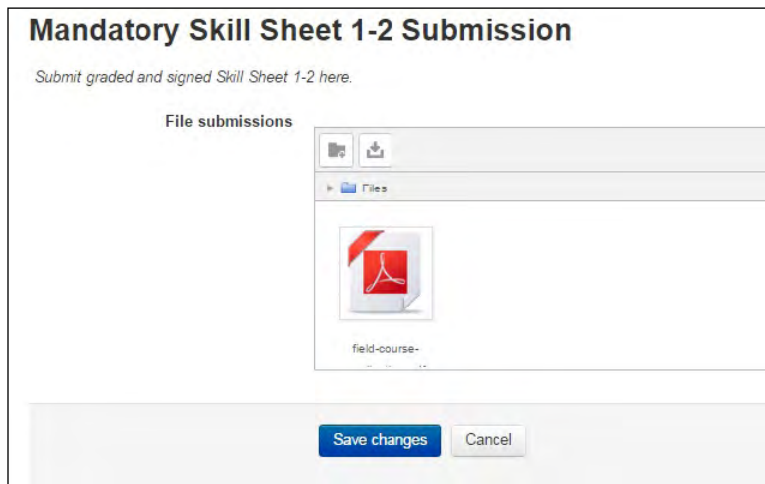 Mandatory Skill Sheet 1-2 Submission
Submit graded and signed Skill Sheet 1-2 here.
File submissions
Files
field-course-
Save changes
Cancel